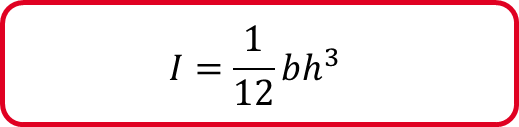 I = 1/12 bh³